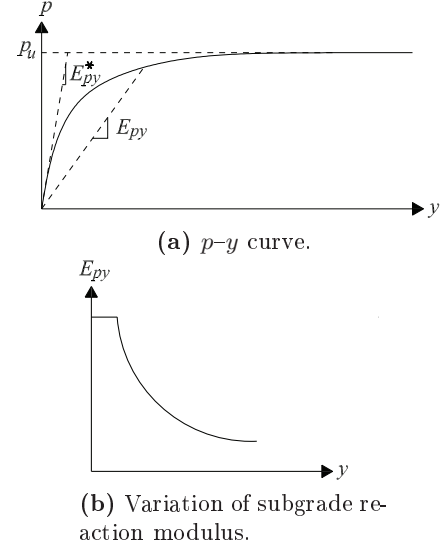 p
p_u
E*_py
E_py
y
(a) p–y curve.
E_py
y
(b) Variation of subgrade re-
action modulus.